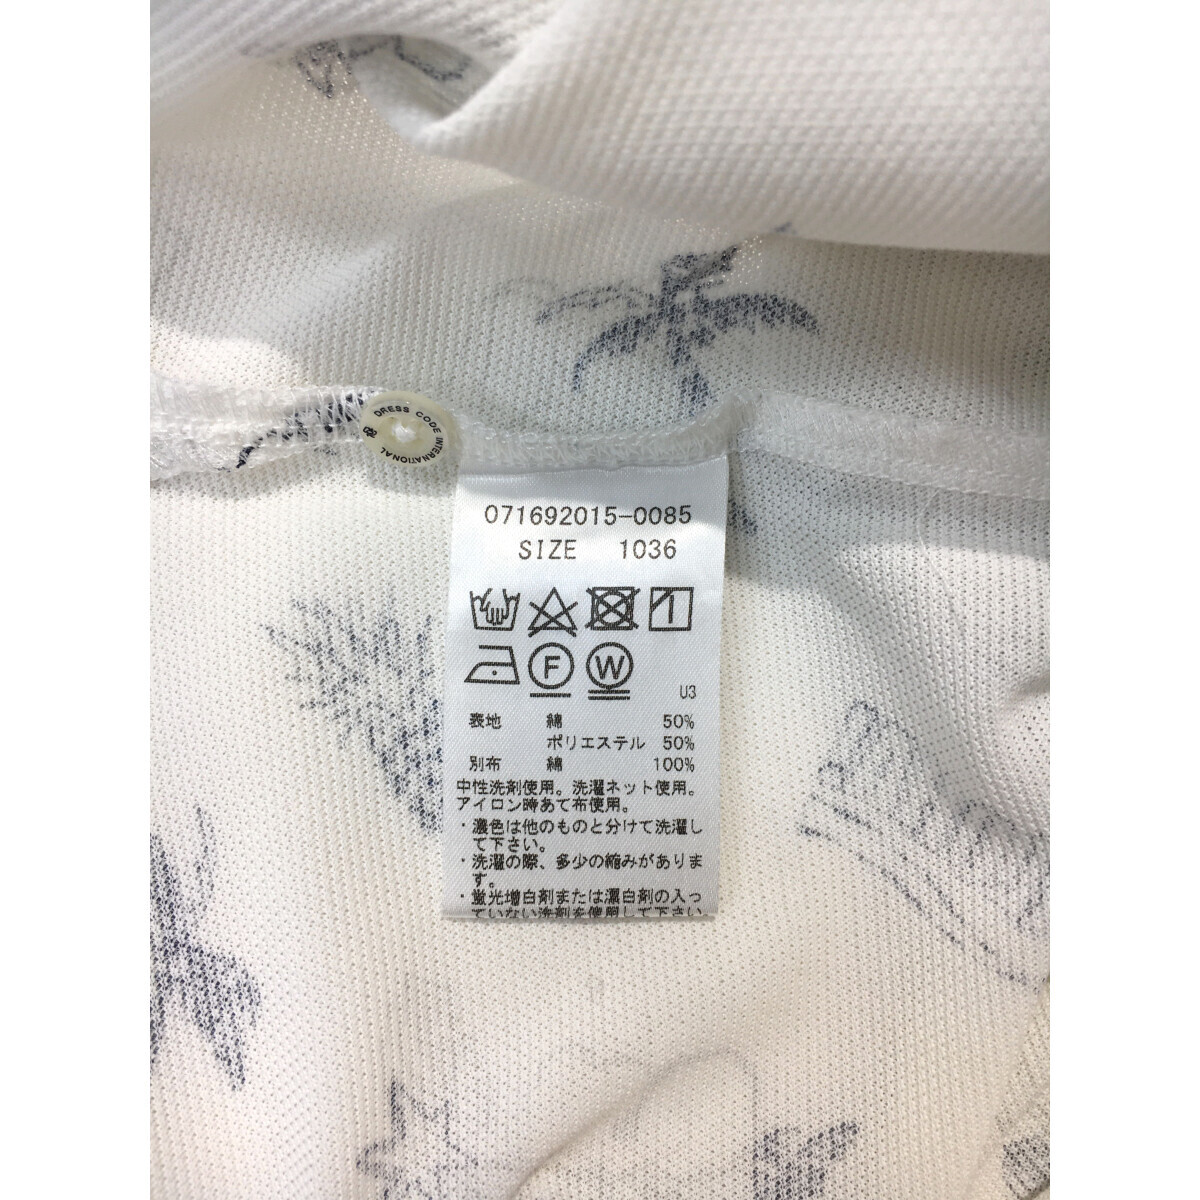 DRESS CODE INTERNATIONAL
071692015-0085
SIZE 1036
F W
U3
表地 綿 50%
ポリエステル 50%
別布 綿 100%
中性洗剤使用。洗濯ネット使用。
アイロン時あて布使用。
・濃色は他のものと分けて洗濯し
て下さい。
・洗濯の際、多少の縮みがありま
す。
・蛍光増白剤または漂白剤の入っ
ていない洗剤を使用して下さい